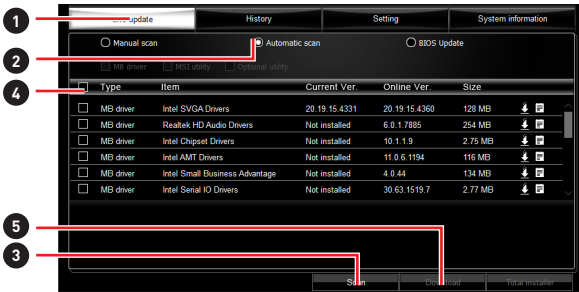 1 Live update History Setting System information
Manual scan Automatic scan BIOS Update
2
MB driver MSI utility Optional utility
4 Type Item Current Ver. Online Ver. Size
MB driver Intel SVGA Drivers 20.19.15.4331 20.19.15.4360 128 MB
MB driver Realtek HD Audio Drivers Not installed 6.0.1.7885 254 MB
MB driver Intel Chipset Drivers Not installed 10.1.1.9 2.75 MB
MB driver Intel AMT Drivers Not installed 11.0.6.1194 116 MB
MB driver Intel Small Business Advantage Not installed 4.0.44 134 MB
MB driver Intel Serial IO Drivers Not installed 30.63.1519.7 2.77 MB
5
3
Scan Download Total Installer